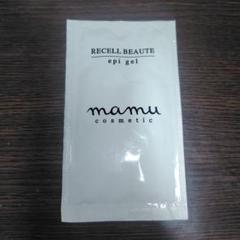 RECELL BEAUTE
epi gel
mamu
cosmetic